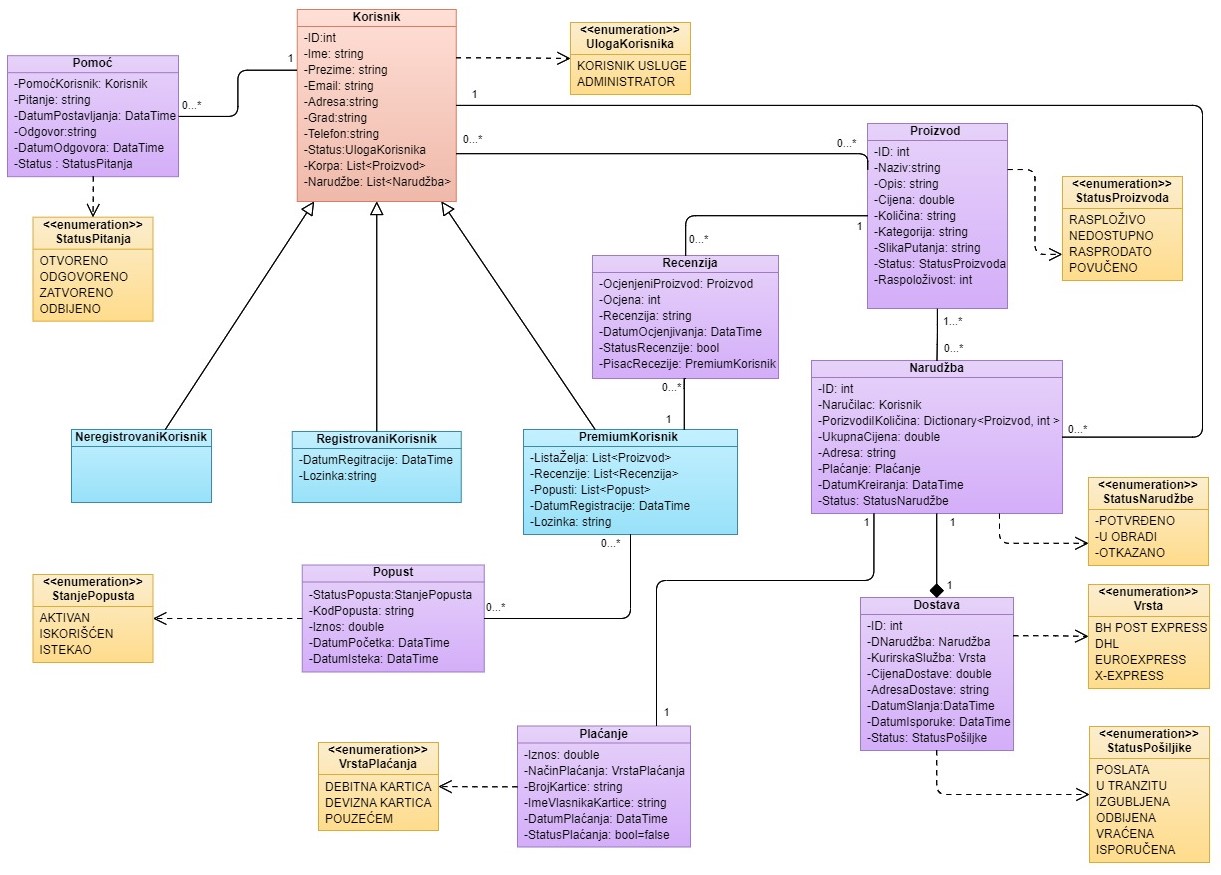 Korisnik
-ID:int
-Ime: string
-Prezime: string
-Email: string
-Adresa:string
-Grad:string
-Telefon:string
-Status:UlogaKorisnika
-Korpa: List<Proizvod>
-Narudžbe: List<Narudžba>
<<enumeration>>
UlogaKorisnika
KORISNIK USLUGE
ADMINISTRATOR
Pomoć
-PomoćKorisnik: Korisnik
-Pitanje: string
-DatumPostavljanja: DataTime
-Odgovor:string
-DatumOdgovora: DataTime
-Status : StatusPitanja
1
0...*
1
0...*
0...*
Proizvod
-ID: int
-Naziv:string
-Opis: string
-Cijena: double
-Količina: string
-Kategorija: string
-SlikaPutanja: string
-Status: StatusProizvoda
-Raspoloživost: int
<<enumeration>>
StatusProizvoda
RASPLOŽIVO
NEDOSTUPNO
RASPRODATO
POVUČENO
<<enumeration>>
StatusPitanja
OTVORENO
ODGOVORENO
ZATVORENO
ODBIJENO
1
0...*
Recenzija
-OcjenjeniProizvod: Proizvod
-Ocjena: int
-Recenzija: string
-DatumOcjenjivanja: DataTime
-StatusRecenzije: bool
-PisacRecezije: PremiumKorisnik
1...*
0...*
0...*
1
Narudžba
-ID: int
-Naručilac: Korisnik
-PorizvodiIKoličina: Dictionary<Proizvod, int >
-UkupnaCijena: double
-Adresa: string
-Plaćanje: Plaćanje
-DatumKreiranja: DataTime
-Status: StatusNarudžbe
0...*
NeregistrovaniKorisnik
RegistrovaniKorisnik
-DatumRegitracije: DataTime
-Lozinka:string
PremiumKorisnik
-ListaŽelja: List<Proizvod>
-Recenzije: List<Recenzija>
-Popusti: List<Popust>
-DatumRegistracije: DataTime
-Lozinka: string
<<enumeration>>
StatusNarudžbe
-POTVRĐENO
-U OBRADI
-OTKAZANO
1
1
0...*
<<enumeration>>
StanjePopusta
AKTIVAN
ISKORIŠĆEN
ISTEKAO
Popust
-StatusPopusta:StanjePopusta
-KodPopusta: string
-Iznos: double
-DatumPočetka: DataTime
-DatumIsteka: DataTime
0...*
1
Dostava
-ID: int
-DNarudžba: Narudžba
-KurirskaSlužba: Vrsta
-CijenaDostave: double
-AdresaDostave: string
-DatumSlanja:DataTime
-DatumIsporuke: DataTime
-Status: StatusPošiljke
<<enumeration>>
Vrsta
BH POST EXPRESS
DHL
EUROEXPRESS
X-EXPRESS
1
<<enumeration>>
VrstaPlaćanja
DEBITNA KARTICA
DEVIZNA KARTICA
POUZEĆEM
Plaćanje
-Iznos: double
-NačinPlaćanja: VrstaPlaćanja
-BrojKartice: string
-ImeVlasnikaKartice: string
-DatumPlaćanja: DataTime
-StatusPlaćanja: bool=false
<<enumeration>>
StatusPošiljike
POSLATA
U TRANZITU
IZGUBLJENA
ODBIJENA
VRAĆENA
ISPORUČENA